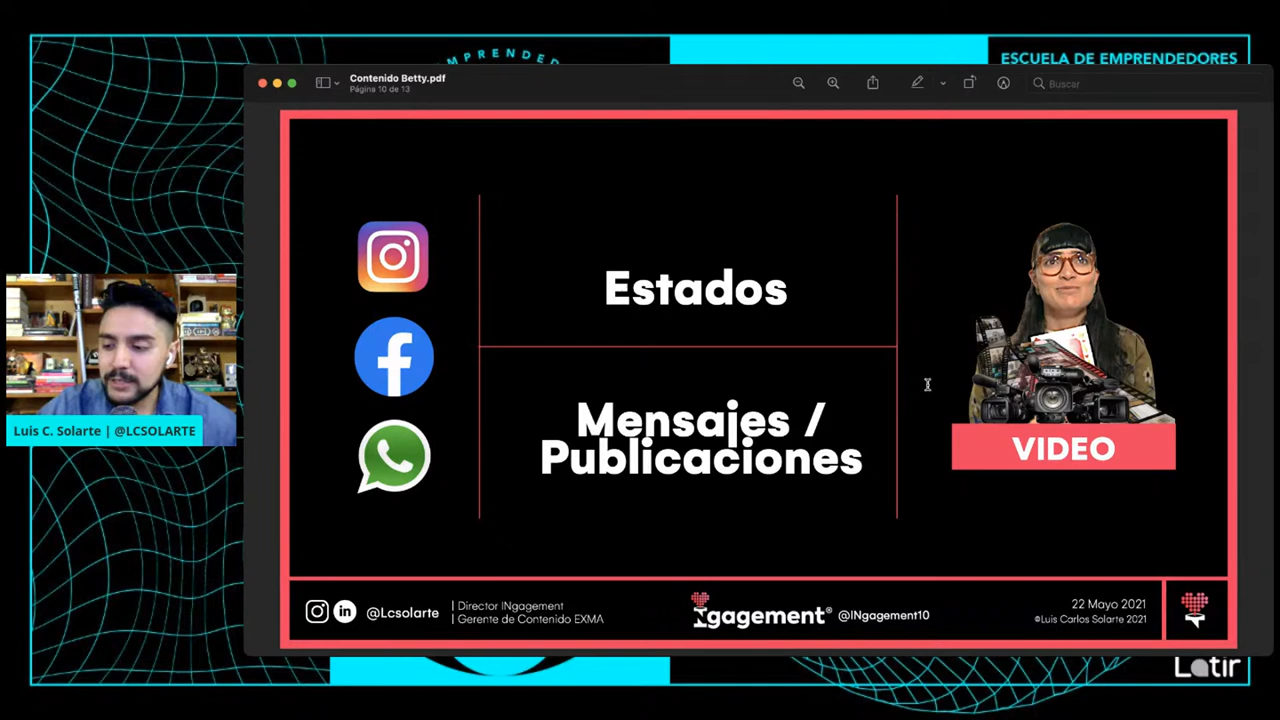 MPRENDED
ESCUELA DE EMPRENDEDORES
Contenido Betty.pdf
Página 10 de 13
Buscar
Estados
Mensajes /
Publicaciones
VIDEO
Luis C. Solarte | @LCSOLARTE
@Lcsolarte
| Director INgagement
| Gerente de Contenido EXMA
INgagement® @INgagement10
22 Mayo 2021
©Luis Carlos Solarte 2021
Latir